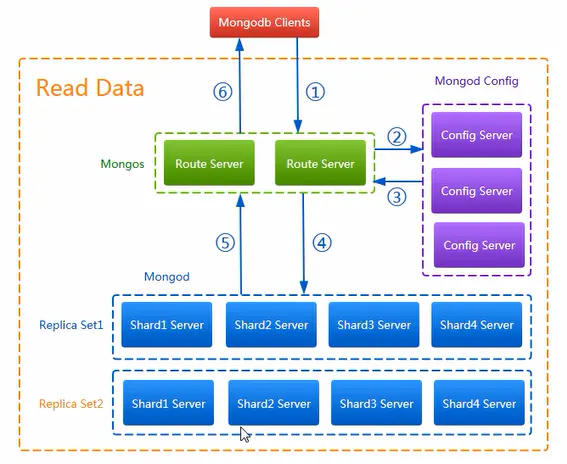 Mongodb Clients
Read Data
⑥
①
Mongod Config
②
Config Server
Mongos
Route Server
Route Server
③
Config Server
⑤
④
Config Server
Mongod
Replica Set1
Shard1 Server
Shard2 Server
Shard3 Server
Shard4 Server
Replica Set2
Shard1 Server
Shard2 Server
Shard3 Server
Shard4 Server